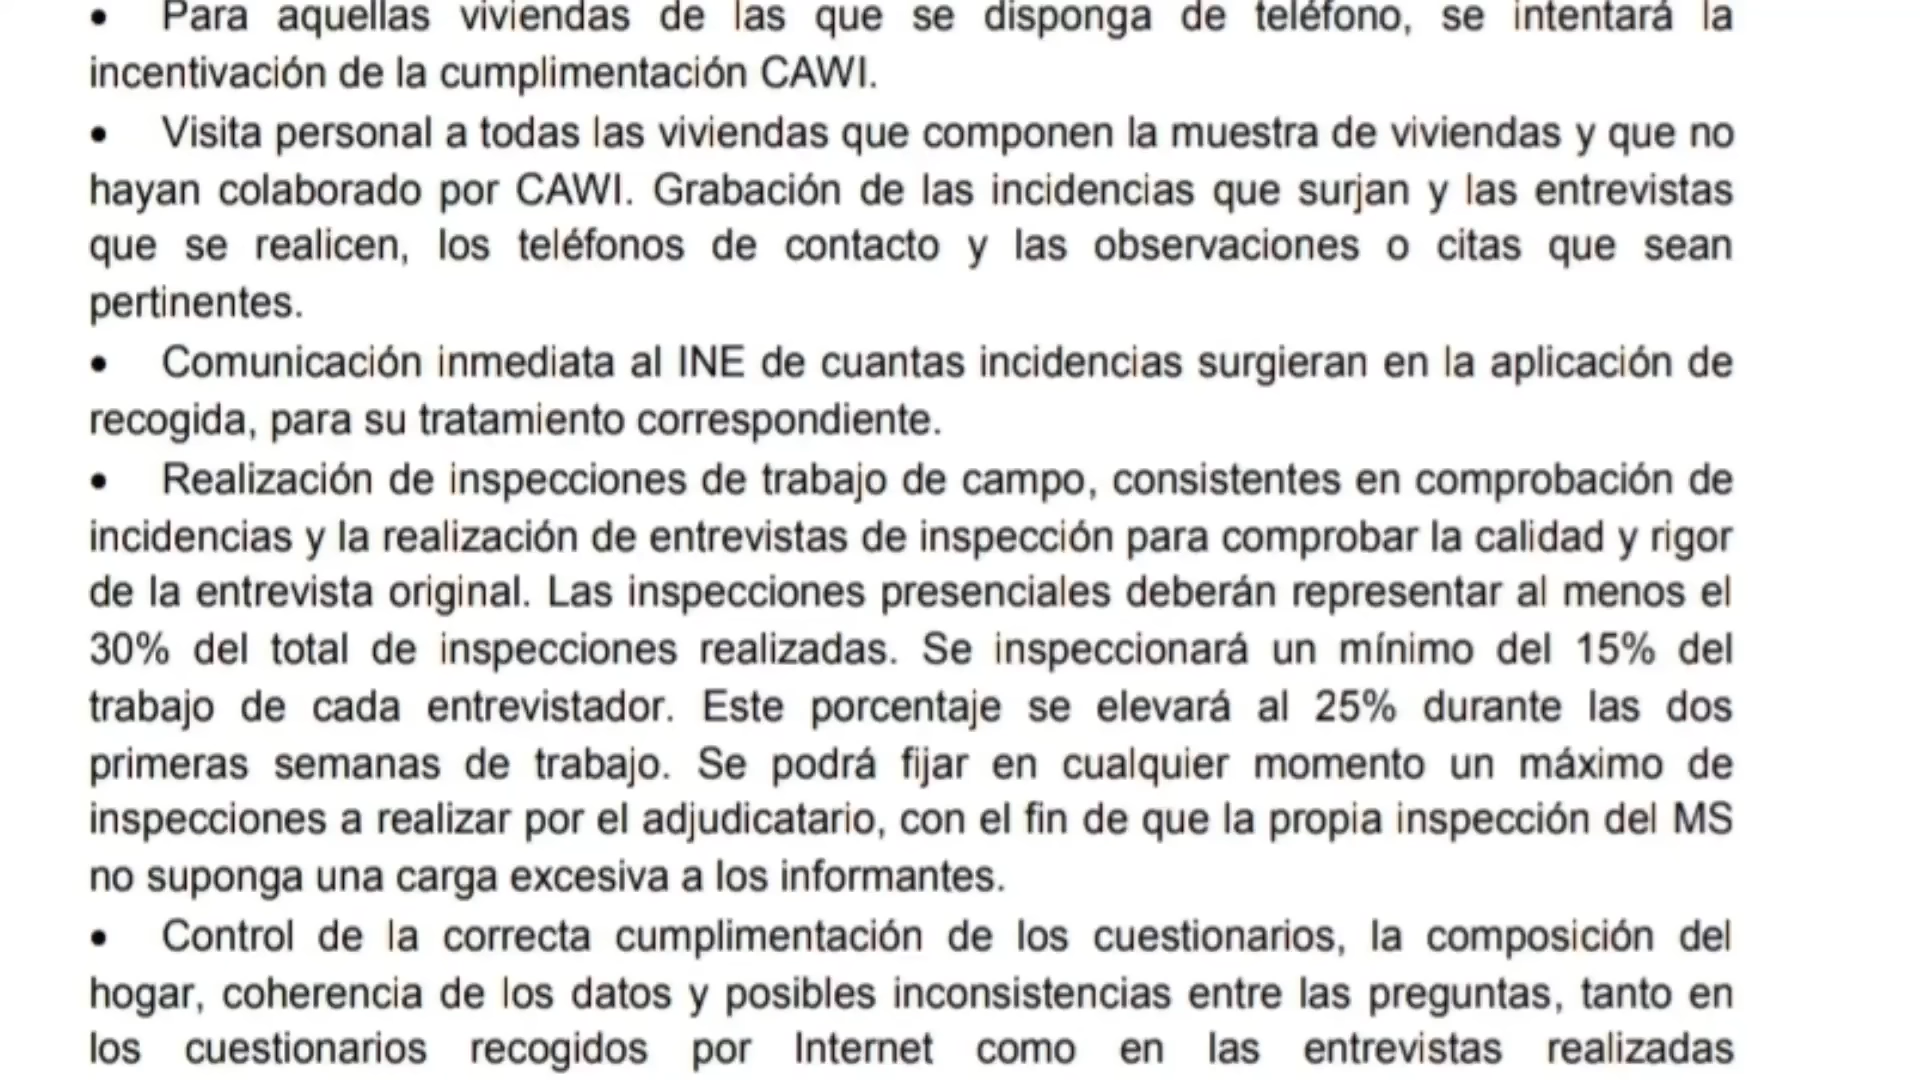 • Para aquellas viviendas de las que se disponga de teléfono, se intentará la
incentivación de la cumplimentación CAWI.
• Visita personal a todas las viviendas que componen la muestra de viviendas y que no
hayan colaborado por CAWI. Grabación de las incidencias que surjan y las entrevistas
que se realicen, los teléfonos de contacto y las observaciones o citas que sean
pertinentes.
• Comunicación inmediata al INE de cuantas incidencias surgieran en la aplicación de
recogida, para su tratamiento correspondiente.
• Realización de inspecciones de trabajo de campo, consistentes en comprobación de
incidencias y la realización de entrevistas de inspección para comprobar la calidad y rigor
de la entrevista original. Las inspecciones presenciales deberán representar al menos el
30% del total de inspecciones realizadas. Se inspeccionará un mínimo del 15% del
trabajo de cada entrevistador. Este porcentaje se elevará al 25% durante las dos
primeras semanas de trabajo. Se podrá fijar en cualquier momento un máximo de
inspecciones a realizar por el adjudicatario, con el fin de que la propia inspección del MS
no suponga una carga excesiva a los informantes.
• Control de la correcta cumplimentación de los cuestionarios, la composición del
hogar, coherencia de los datos y posibles inconsistencias entre las preguntas, tanto en
los cuestionarios recogidos por Internet como en las entrevistas realizadas